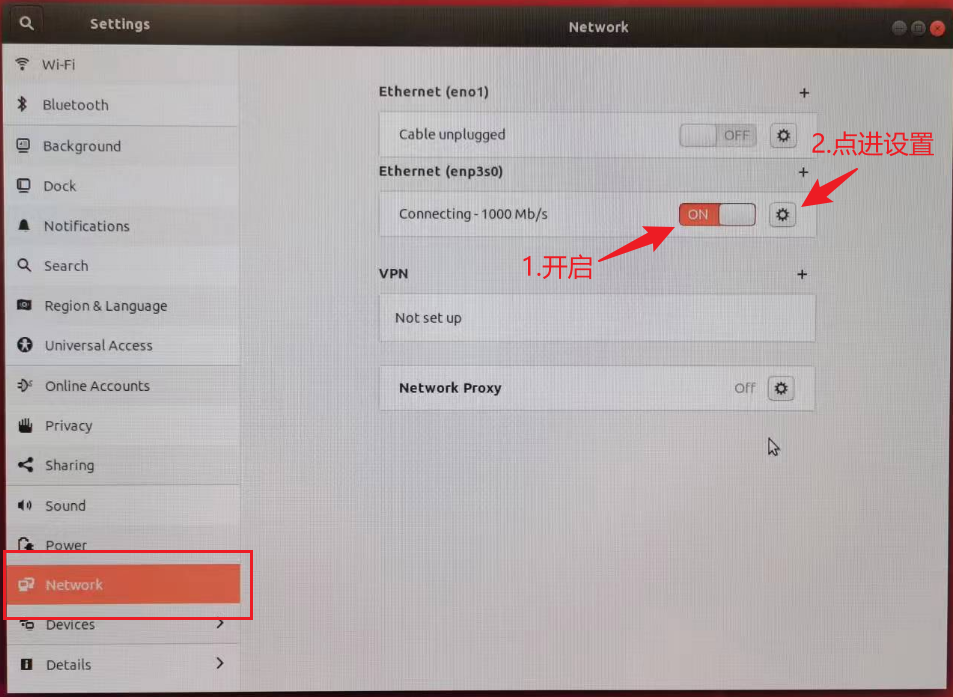 Settings
Network
Wi-Fi
Bluetooth
Background
Dock
Notifications
Search
Region & Language
Universal Access
Online Accounts
Privacy
Sharing
Sound
Power
Network
Devices
Details
Ethernet (eno1)
+
Cable unplugged
OFF
2.点进设置
Ethernet (enp3s0)
+
Connecting - 1000 Mb/s
ON
1.开启
VPN
+
Not set up
Network Proxy
Off